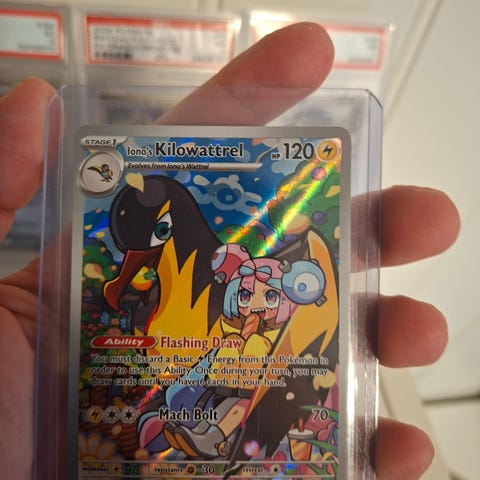 STAGE 1
Iono's Kilowattrel
HP 120
Evolves from Iono's Wattrel
Ability Flashing Draw
You must discard a Basic Energy from this Pokémon in
order to use this Ability. Once during your turn, you may
draw cards until you have 6 cards in your hand.
Mach Bolt 70
weakness ×2 resistance -30 retreat